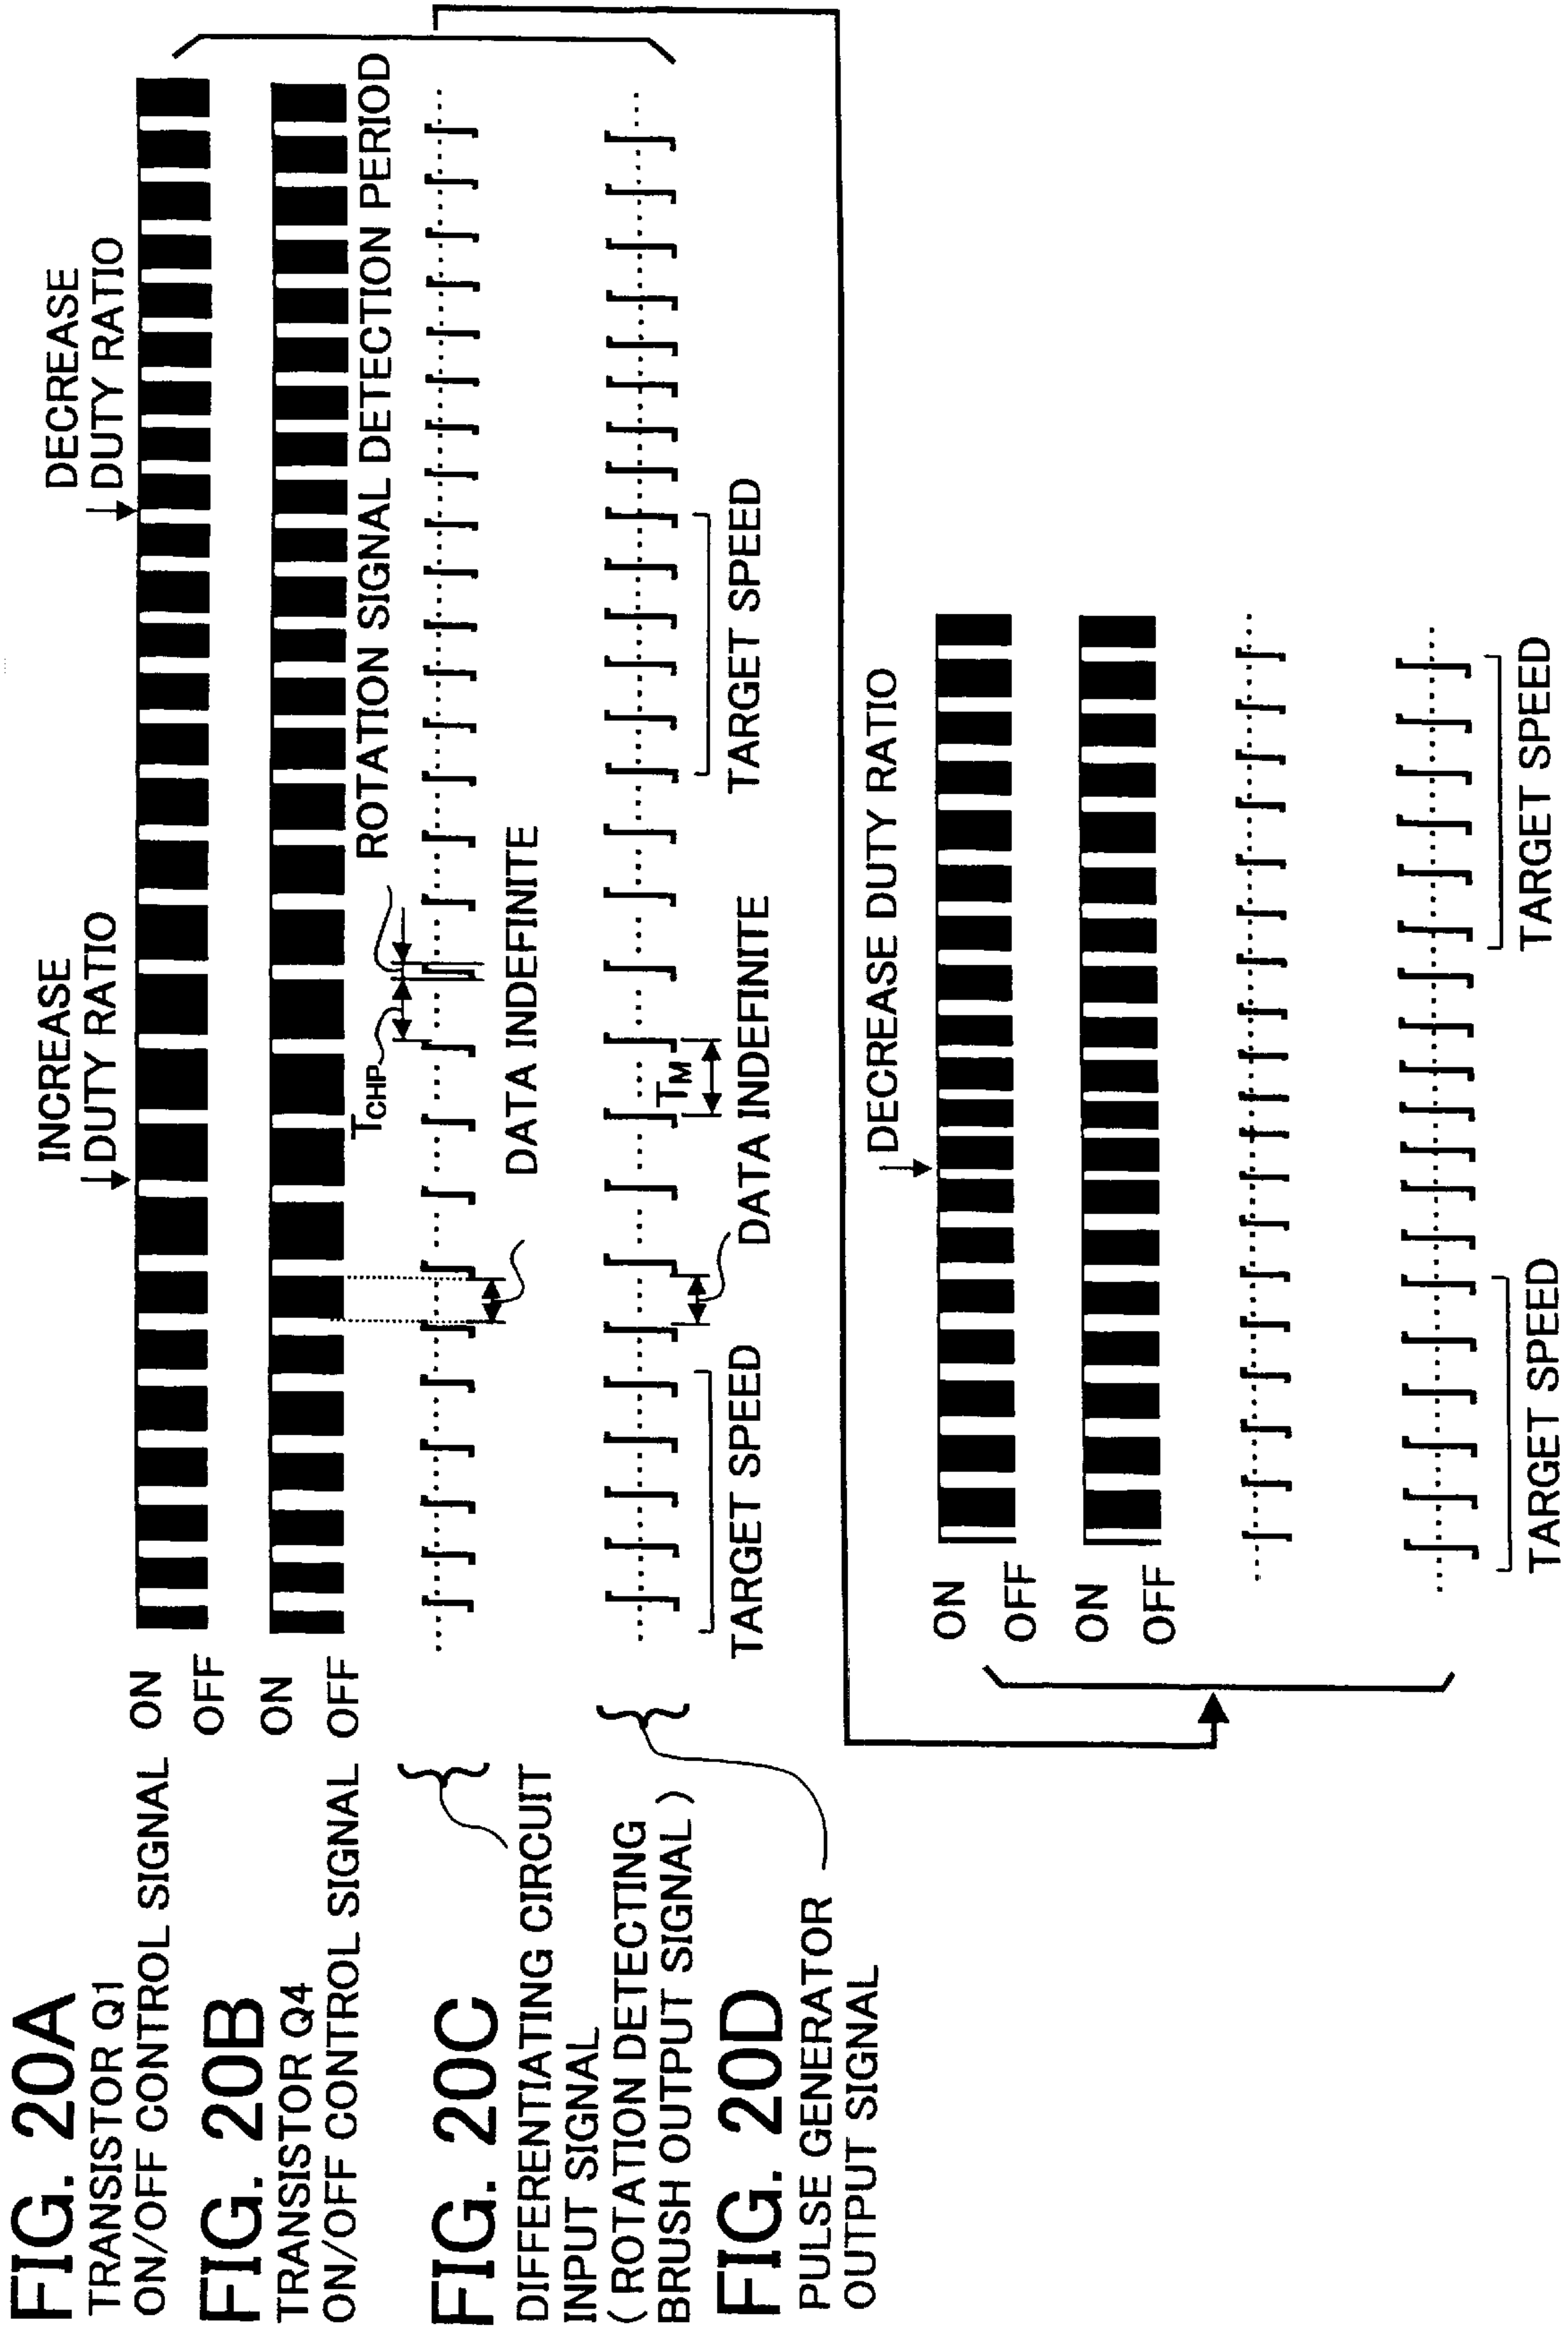 FIG. 20A
TRANSISTOR Q1
ON/OFF CONTROL SIGNAL
ON
OFF
INCREASE
DUTY RATIO
DECREASE
DUTY RATIO
FIG. 20B
TRANSISTOR Q4
ON/OFF CONTROL SIGNAL
ON
OFF
TCHP
ROTATION SIGNAL DETECTION PERIOD
FIG. 20C
DIFFERENTIATING CIRCUIT
INPUT SIGNAL
(ROTATION DETECTING
BRUSH OUTPUT SIGNAL)
DATA INDEFINITE
FIG. 20D
PULSE GENERATOR
OUTPUT SIGNAL
TM
TARGET SPEED
DATA INDEFINITE
TARGET SPEED
DECREASE DUTY RATIO
ON
OFF
ON
OFF
TARGET SPEED
TARGET SPEED